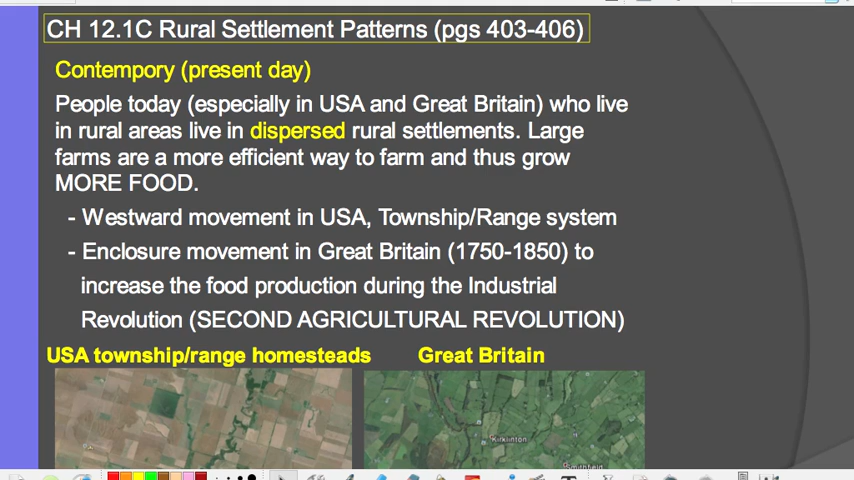 CH 12.1C Rural Settlement Patterns (pgs 403-406)
Contempory (present day)
People today (especially in USA and Great Britain) who live
in rural areas live in dispersed rural settlements. Large
farms are a more efficient way to farm and thus grow
MORE FOOD.
- Westward movement in USA, Township/Range system
- Enclosure movement in Great Britain (1750-1850) to
increase the food production during the Industrial
Revolution (SECOND AGRICULTURAL REVOLUTION)
USA township/range homesteads Great Britain
Kirklinton
Smithfield